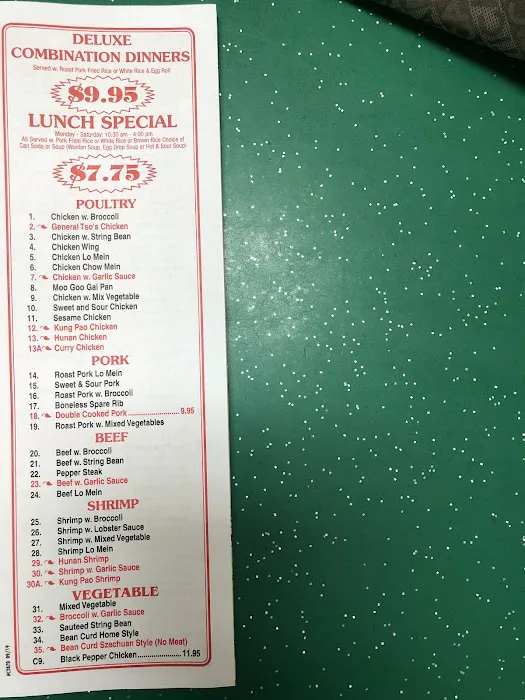 DELUXE
COMBINATION DINNERS
Served w. Roast Pork Fried Rice or White Rice & Egg Roll
$9.95
LUNCH SPECIAL
Monday - Saturday: 10:30 am - 4:00 pm
All Served w. Pork Fried Rice or White Rice or Brown Rice Choice of
Can Soda or Soup (Wonton Soup, Egg Drop Soup or Hot & Sour Soup)
$7.75
POULTRY
1. Chicken w. Broccoli
2. General Tso's Chicken
3. Chicken w. String Bean
4. Chicken Wing
5. Chicken Lo Mein
6. Chicken Chow Mein
7. Chicken w. Garlic Sauce
8. Moo Goo Gai Pan
9. Chicken w. Mix Vegetable
10. Sweet and Sour Chicken
11. Sesame Chicken
12. Kung Pao Chicken
13. Hunan Chicken
13A Curry Chicken
PORK
14. Roast Pork Lo Mein
15. Sweet & Sour Pork
16. Roast Pork w. Broccoli
17. Boneless Spare Rib
18. Double Cooked Pork......................9.95
19. Roast Pork w. Mixed Vegetables
BEEF
20. Beef w. Broccoli
21. Beef w. String Bean
22. Pepper Steak
23. Beef w. Garlic Sauce
24. Beef Lo Mein
SHRIMP
25. Shrimp w. Broccoli
26. Shrimp w. Lobster Sauce
27. Shrimp w. Mixed Vegetable
28. Shrimp Lo Mein
29. Hunan Shrimp
30. Shrimp w. Garlic Sauce
30A. Kung Pao Shrimp
VEGETABLE
31. Mixed Vegetable
32. Broccoli w. Garlic Sauce
33. Sauteed String Bean
34. Bean Curd Home Style
35. Bean Curd Szechuan Style (No Meat)
C9. Black Pepper Chicken..................11.95